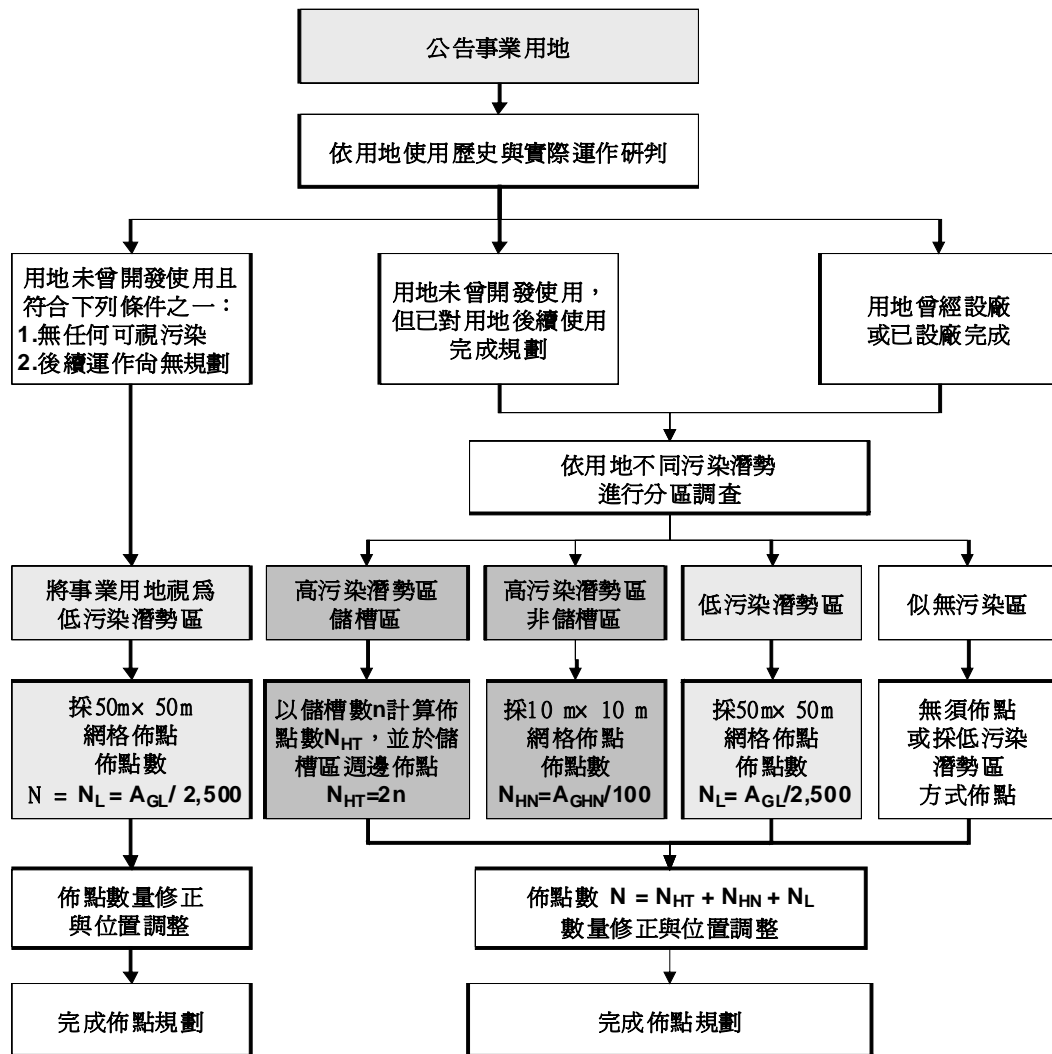 公告事業用地
依用地使用歷史與實際運作研判
用地未曾開發使用且
符合下列條件之一：
1.無任何可視污染
2.後續運作尚無規劃
用地未曾開發使用，
但已對用地後續使用
完成規劃
用地曾經設廠
或已設廠完成
依用地不同污染潛勢
進行分區調查
將事業用地視為
低污染潛勢區
高污染潛勢區
儲槽區
高污染潛勢區
非儲槽區
低污染潛勢區
似無污染區
採50m× 50m
網格佈點
佈點數
N = NL = AGL/ 2,500
以儲槽數n計算佈
點數NHT，並於儲
槽區週邊佈點
NHT=2n
採10 m× 10 m
網格佈點
佈點數
NHN=AGHN/100
採50m× 50m
網格佈點
佈點數
NL= AGL/2,500
無須佈點
或採低污染
潛勢區
方式佈點
佈點數量修正
與位置調整
佈點數 N = NHT + NHN + NL
數量修正與位置調整
完成佈點規劃
完成佈點規劃